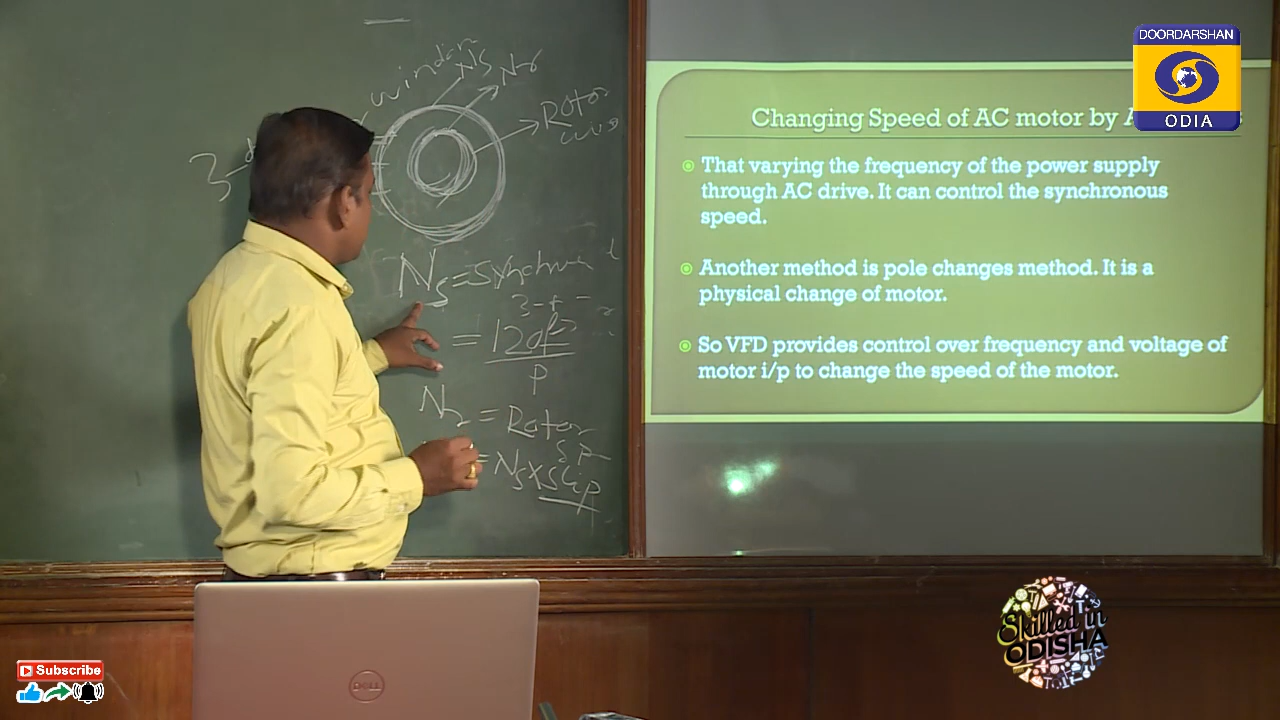 DOORDARSHAN
ODIA
Changing Speed of AC motor by
That varying the frequency of the power supply
through AC drive. It can control the synchronous
speed.
Another method is pole changes method. It is a
physical change of motor.
So VFD provides control over frequency and voltage of
motor i/p to change the speed of the motor.
3
Ns
Nr
Rotor
Ns =
= 120f
P
Nr = Rotor
= Ns x slip
Skilled in
ODISHA
Subscribe
DELL